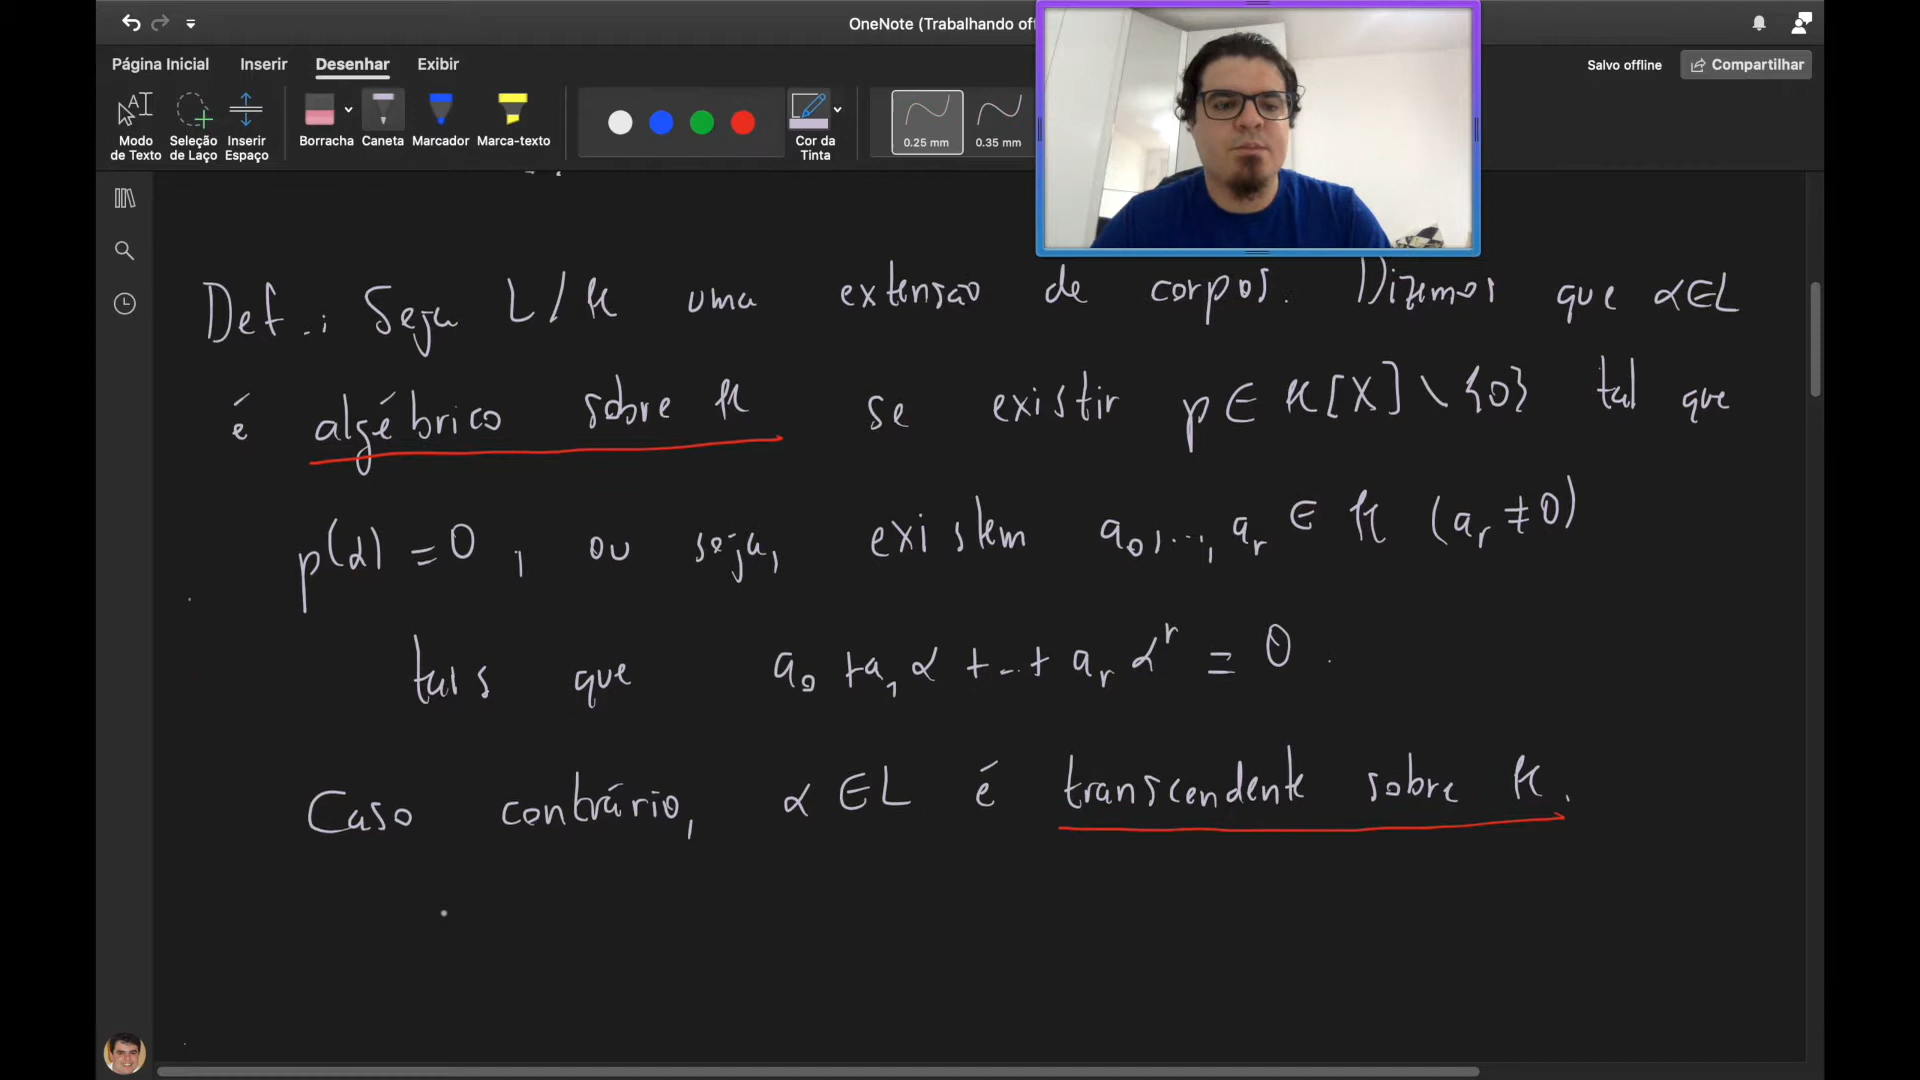 OneNote (Trabalhando of
Página Inicial Inserir Desenhar Exibir
Salvo offline Compartilhar
Modo de Texto
Seleção de Laço
Inserir Espaço
Borracha Caneta Marcador Marca-texto
Cor da Tinta
0.25 mm 0.35 mm
Def.: Seja L/K uma extensão de corpos. Dizemos que α∈L
é algébrico sobre K se existir p∈K[X]\{0} tal que
p(α)=0, ou seja, existem a₀,...,aᵣ ∈ K (aᵣ≠0)
tais que a₀+a₁α+...+aᵣαʳ = 0.
Caso contrário, α∈L é transcendente sobre K.